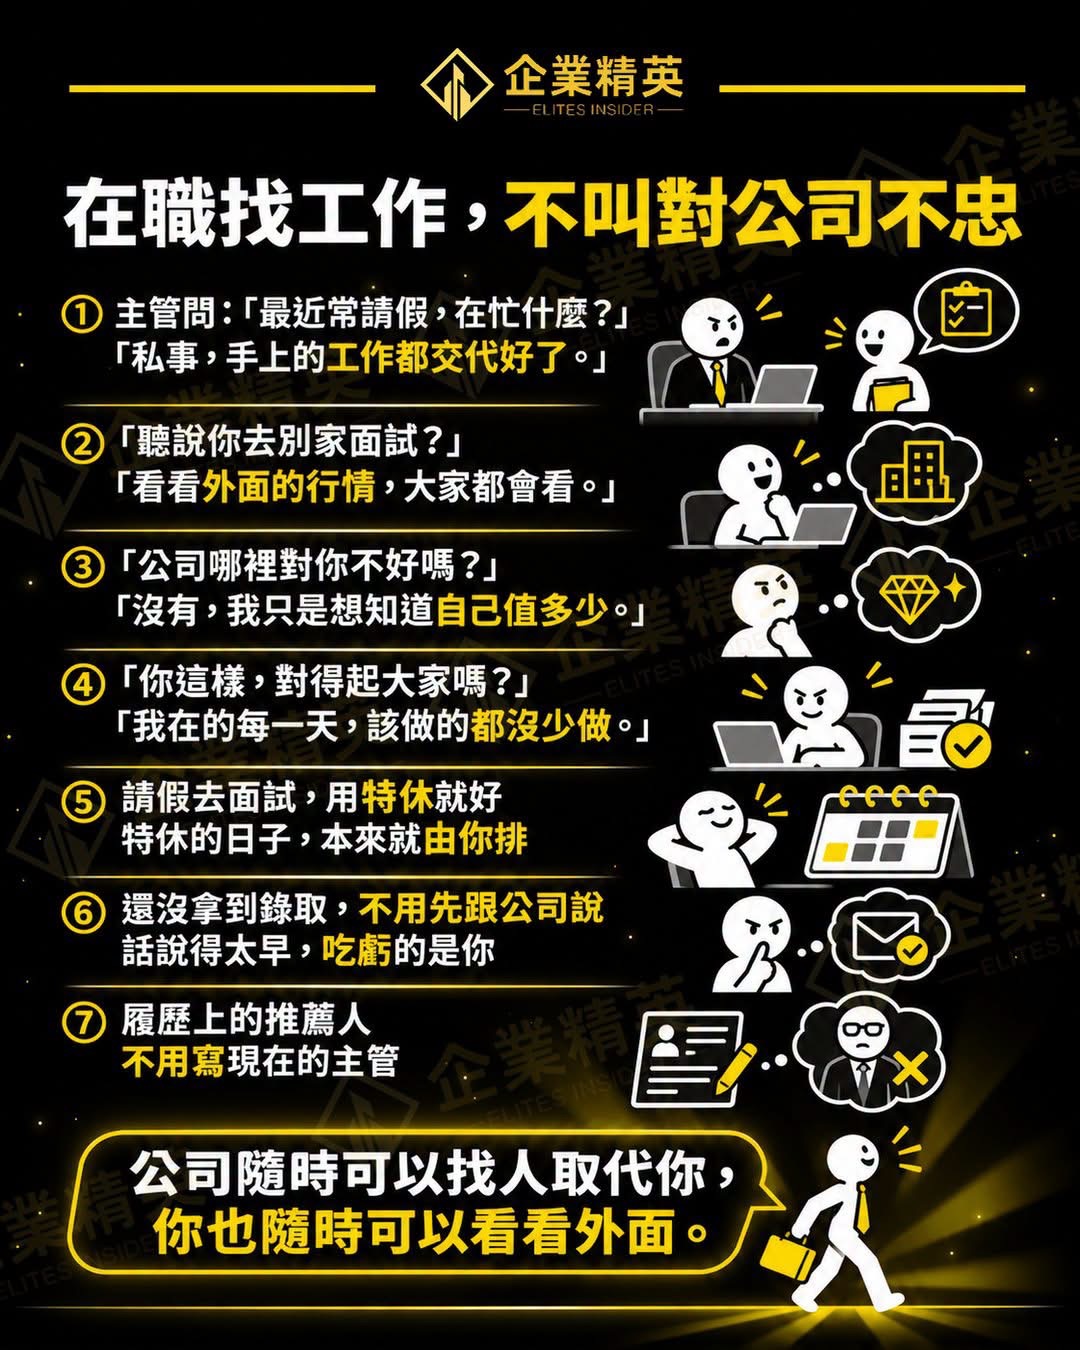 企業精英
ELITES INSIDER
在職找工作，不叫對公司不忠
① 主管問：「最近常請假，在忙什麼？」
「私事，手上的工作都交代好了。」
② 「聽說你去別家面試？」
「看看外面的行情，大家都會看。」
③ 「公司哪裡對你不好嗎？」
「沒有，我只是想知道自己值多少。」
④ 「你這樣，對得起大家嗎？」
「我在的每一天，該做的都沒少做。」
⑤ 請假去面試，用特休就好
特休的日子，本來就由你排
⑥ 還沒拿到錄取，不用先跟公司說
話說得太早，吃虧的是你
⑦ 履歷上的推薦人
不用寫現在的主管
公司隨時可以找人取代你，
你也隨時可以看看外面。